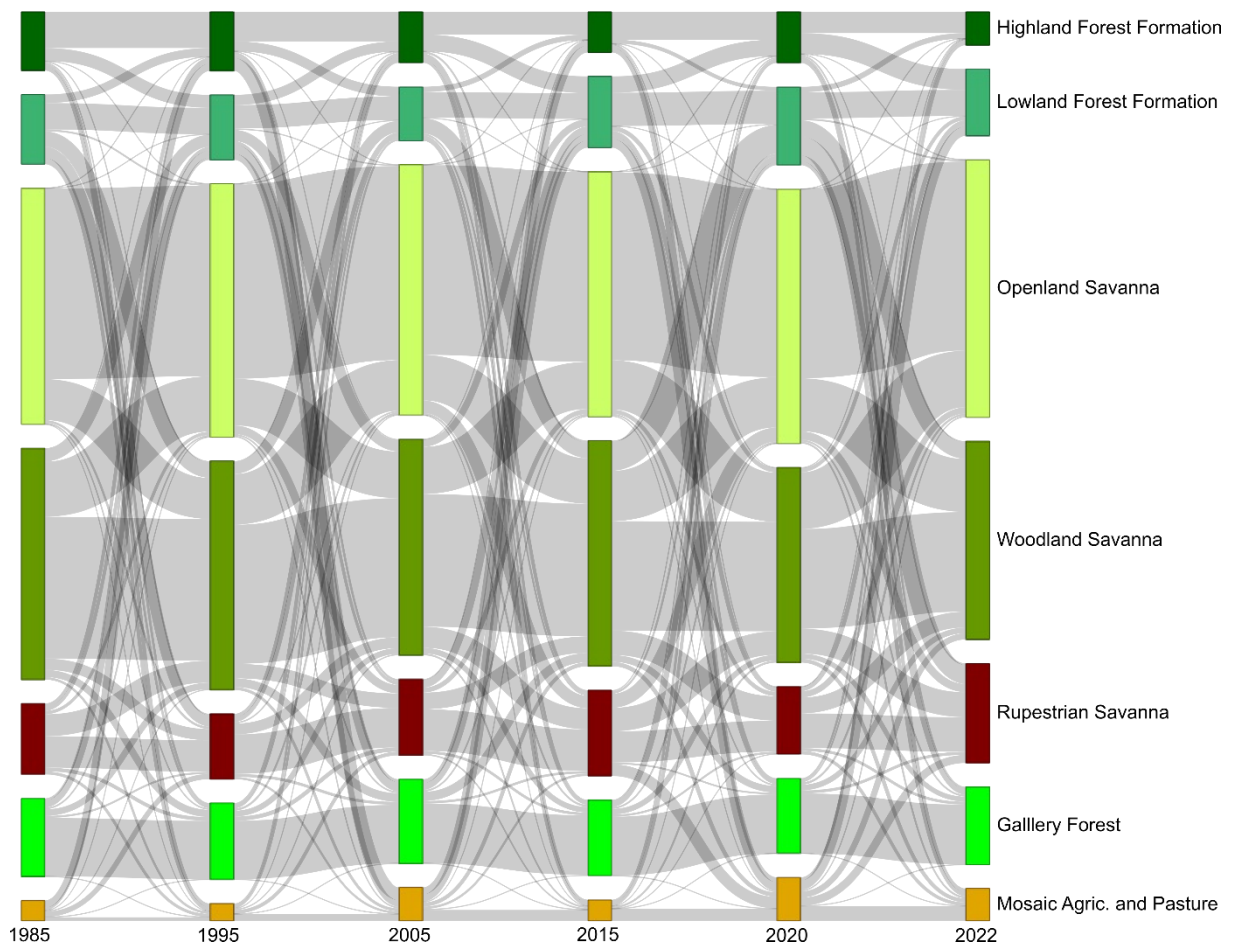 Highland Forest Formation
Lowland Forest Formation
Openland Savanna
Woodland Savanna
Rupestrian Savanna
Galllery Forest
Mosaic Agric. and Pasture
1985 1995 2005 2015 2020 2022